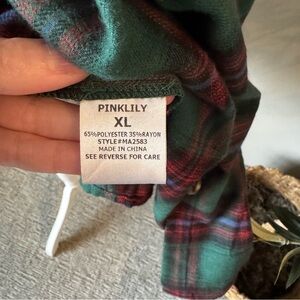 PINKLILY
XL
65%POLYESTER 35%RAYON
STYLE#MA2583
MADE IN CHINA
SEE REVERSE FOR CARE